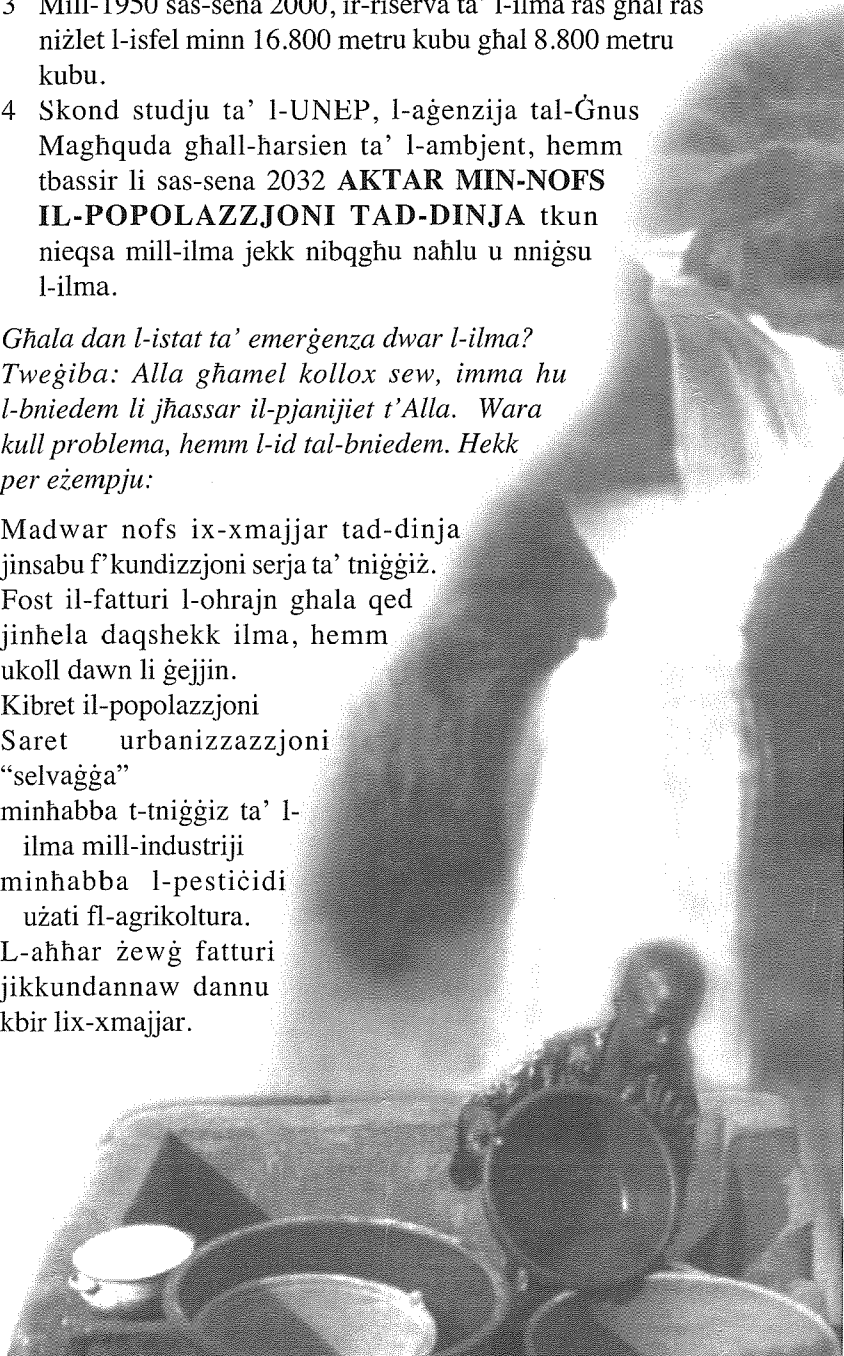 3 Mill-1950 sas-sena 2000, ir-riserva ta' l-ilma ras għal ras
niżlet l-isfel minn 16.800 metru kubu għal 8.800 metru
kubu.
4 Skond studju ta' l-UNEP, l-aġenzija tal-Ġnus
Magħquda għall-ħarsien ta' l-ambjent, hemm
tbassir li sas-sena 2032 AKTAR MIN-NOFS
IL-POPOLAZZJONI TAD-DINJA tkun
nieqsa mill-ilma jekk nibqgħu naħlu u nniġsu
l-ilma.
Għala dan l-istat ta' emerġenza dwar l-ilma?
Tweġiba: Alla għamel kollox sew, imma hu
l-bniedem li jħassar il-pjanijiet t'Alla. Wara
kull problema, hemm l-id tal-bniedem. Hekk
per eżempju:
Madwar nofs ix-xmajjar tad-dinja
jinsabu f'kundizzjoni serja ta' tniġġiż.
Fost il-fatturi l-ohrajn ghala qed
jinħela daqshekk ilma, hemm
ukoll dawn li ġejjin.
Kibret il-popolazzjoni
Saret urbanizzazzjoni
“selvaġġa”
minħabba t-tniġġiz ta' l-
ilma mill-industriji
minħabba l-pestiċidi
użati fl-agrikoltura.
L-aħħar żewġ fatturi
jikkundannaw dannu
kbir lix-xmajjar.